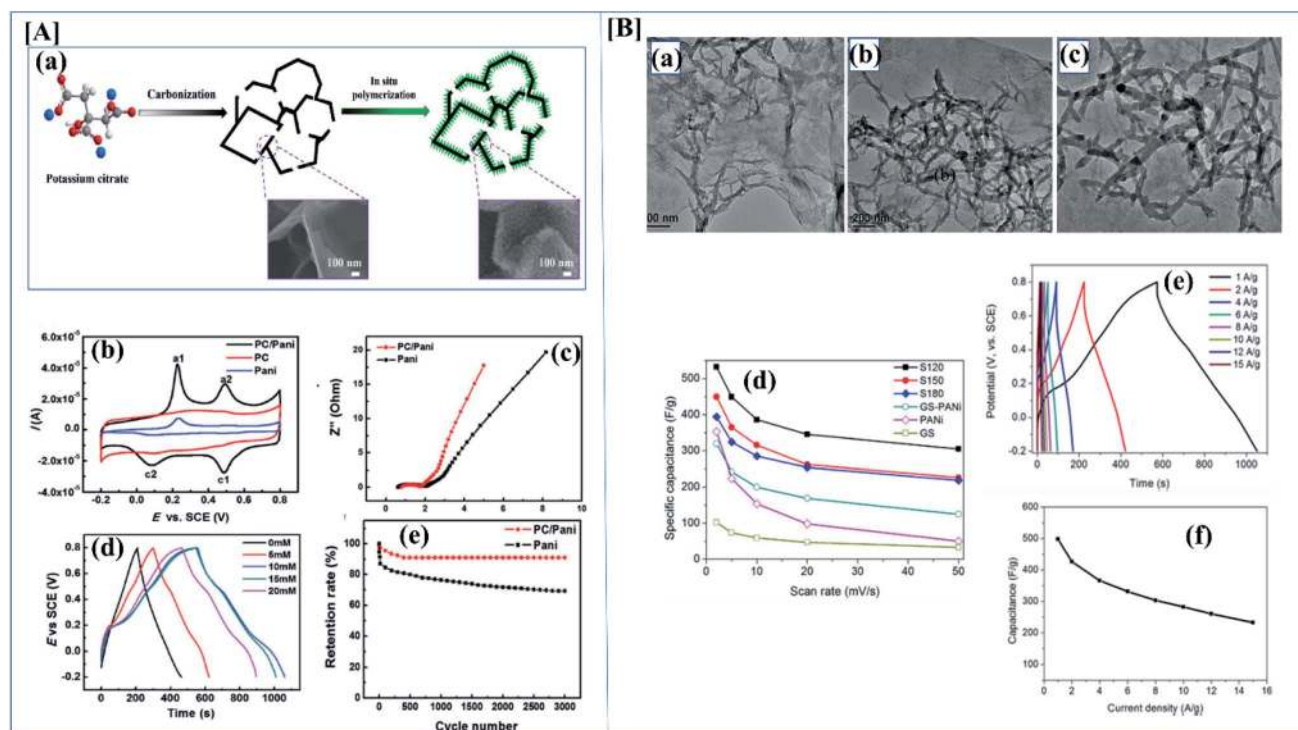 [A]
(a)
Carbonization
In situ
polymerization
Potassium citrate
100 nm
100 nm
(b)
PC/Pani
PC
Pani
a1
a2
c2
c1
I (A)
6.0x10⁻⁵
4.0x10⁻⁵
2.0x10⁻⁵
0.0
-2.0x10⁻⁵
-4.0x10⁻⁵
-0.2 0.0 0.2 0.4 0.6 0.8
E vs. SCE (V)
(c)
PC/Pani
Pani
Z'' (Ohm)
20
15
10
5
0
0 2 4 6 8 10
(d)
0mM
5mM
10mM
15mM
20mM
E vs SCE (V)
0.8
0.6
0.4
0.2
0.0
-0.2
0 200 400 600 800 1000
Time (s)
(e)
PC/Pani
Pani
Retention rate (%)
100
80
60
40
20
0 500 1000 1500 2000 2500 3000
Cycle number
[B]
(a)
00 nm
(b)
(b)
200 nm
(c)
(d)
S120
S150
S180
GS-PANi
PANi
GS
Specific capacitance (F/g)
500
400
300
200
100
0
0 10 20 30 40 50
Scan rate (mV/s)
(e)
1 A/g
2 A/g
4 A/g
6 A/g
8 A/g
10 A/g
12 A/g
15 A/g
Potential (V, vs. SCE)
0.8
0.4
0.0
0 200 400 600 800 1000
Time (s)
(f)
Capacitance (F/g)
600
500
400
300
200
100
0 2 4 6 8 10 12 14 16
Current density (A/g)